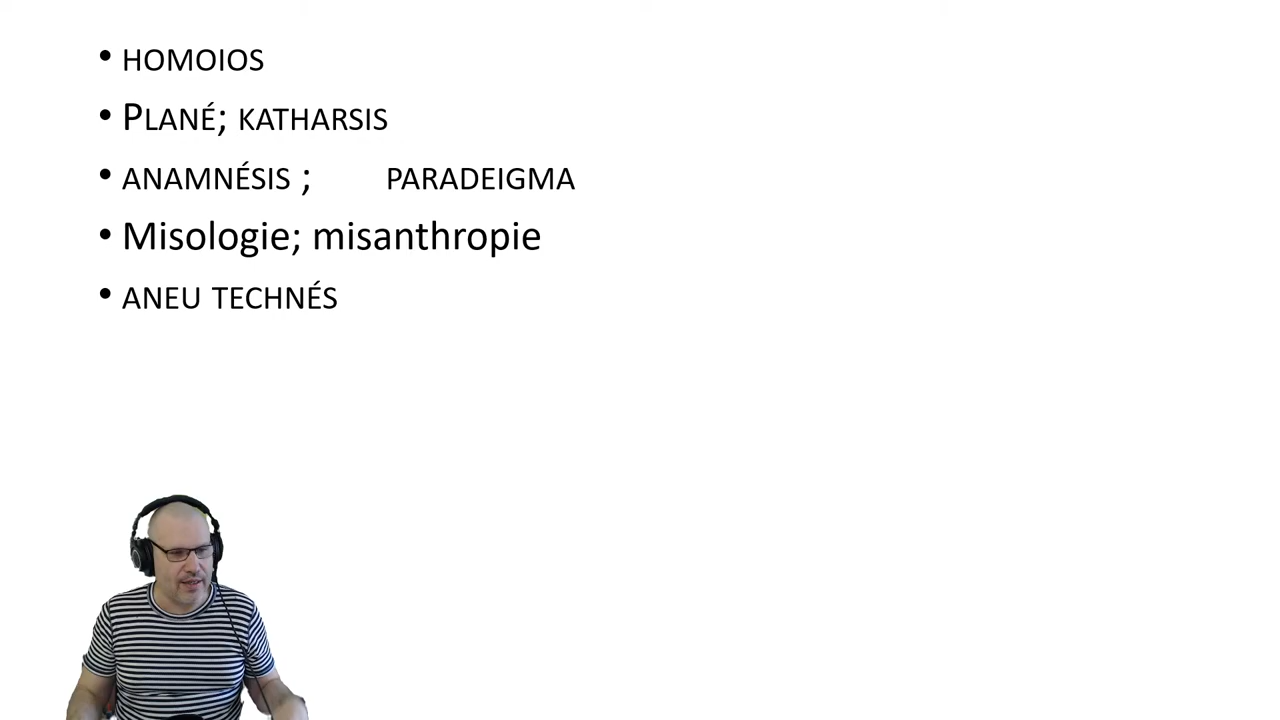 • HOMOIOS
• PLANÉ; KATHARSIS
• ANAMNÉSIS ; PARADEIGMA
• Misologie; misanthropie
• ANEU TECHNÉS